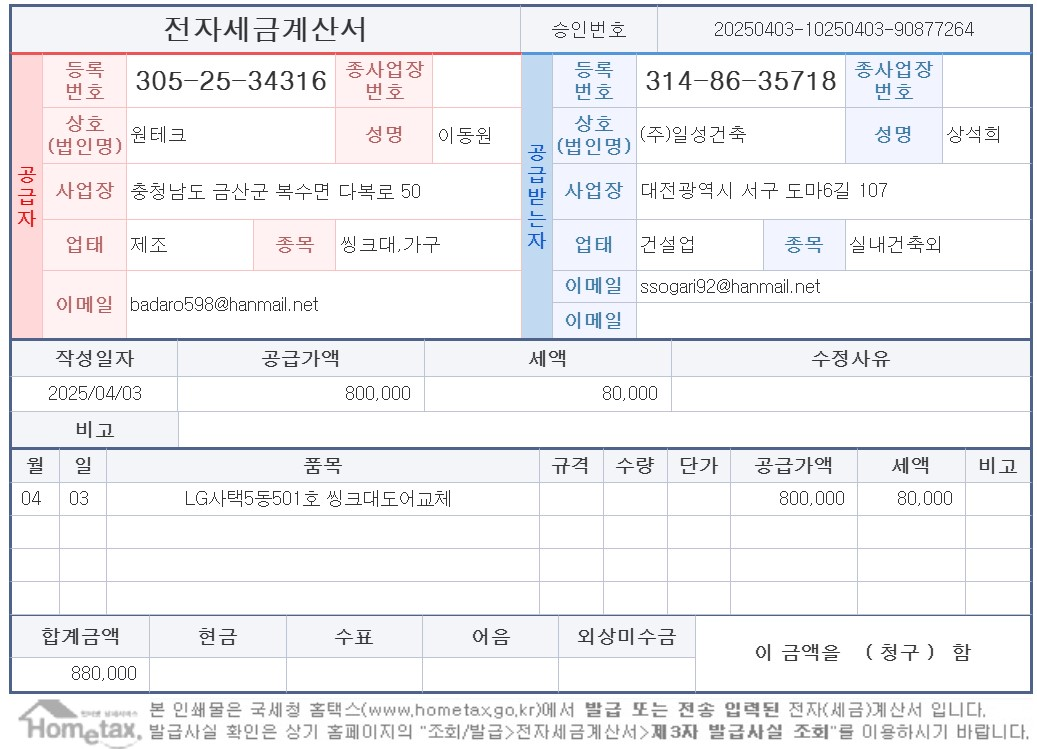 전자세금계산서 승인번호 20250403-10250403-90877264
공급자
등록번호 305-25-34316 종사업장번호
상호(법인명) 원테크 성명 이동원
사업장 충청남도 금산군 복수면 다복로 50
업태 제조 종목 씽크대,가구
이메일 badaro598@hanmail.net
공급받는자
등록번호 314-86-35718 종사업장번호
상호(법인명) (주)일성건축 성명 상석희
사업장 대전광역시 서구 도마6길 107
업태 건설업 종목 실내건축외
이메일 ssogari92@hanmail.net
이메일
작성일자 공급가액 세액 수정사유
2025/04/03 800,000 80,000
비고
월 일 품목 규격 수량 단가 공급가액 세액 비고
04 03 LG사택5동501호 씽크대도어교체 800,000 80,000
합계금액 현금 수표 어음 외상미수금 이 금액을 ( 청구 ) 함
880,000
Hometax. 본 인쇄물은 국세청 홈택스(www.hometax.go.kr)에서 발급 또는 전송 입력된 전자(세금)계산서 입니다.
발급사실 확인은 상기 홈페이지의 "조회/발급>전자세금계산서>제3자 발급사실 조회"를 이용하시기 바랍니다.